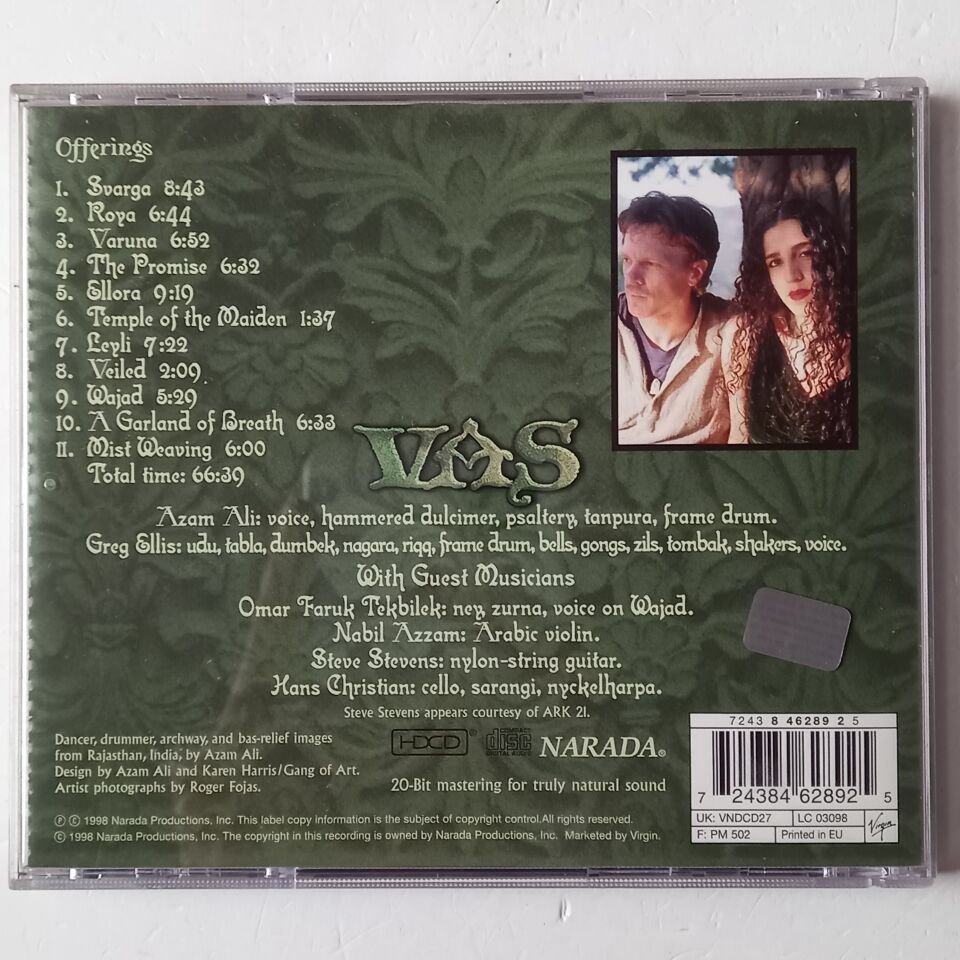 Offerings
1. Svarga 8:43
2. Roya 6:44
3. Varuna 6:52
4. The Promise 6:32
5. Ellora 9:19
6. Temple of the Maiden 1:37
7. Leyli 7:22
8. Veiled 2:09
9. Wajad 5:29
10. A Garland of Breath 6:33
11. Mist Weaving 6:00
Total time: 66:39
VAS
Azam Ali: voice, hammered dulcimer, psaltery, tanpura, frame drum.
Greg Ellis: udu, tabla, dumbek, nagara, riqq, frame drum, bells, gongs, zils, tombak, shakers, voice.
With Guest Musicians
Omar Faruk Tekbilek: ney, zurna, voice on Wajad.
Nabil Azzam: Arabic violin.
Steve Stevens: nylon-string guitar.
Hans Christian: cello, sarangi, nyckelharpa.
Steve Stevens appears courtesy of ARK 21.
Dancer, drummer, archway, and bas-relief images
from Rajasthan, India, by Azam Ali.
Design by Azam Ali and Karen Harris/Gang of Art.
Artist photographs by Roger Fojas.
HDCD COMPACT disc DIGITAL AUDIO NARADA®
20-Bit mastering for truly natural sound
Ⓟ © 1998 Narada Productions, Inc. This label copy information is the subject of copyright control.All rights reserved.
© 1998 Narada Productions, Inc. The copyright in this recording is owned by Narada Productions, Inc. Marketed by Virgin.
7243 8 46289 2 5
7 24384 62892 5
UK: VNDCD27 LC 03098
F: PM 502 Printed in EU
Virgin